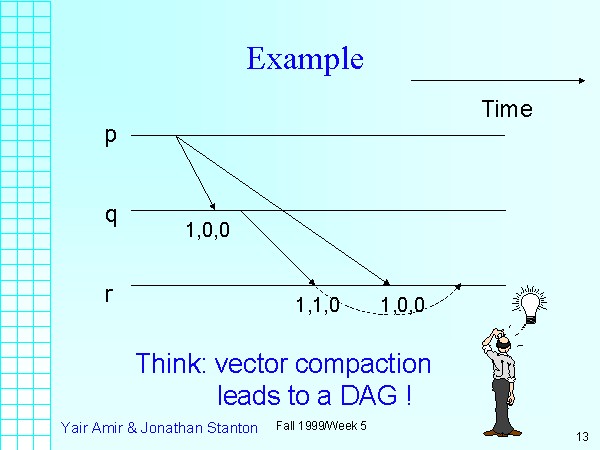 Example
Time
p
q
1,0,0
r
1,1,0 1,0,0
Think: vector compaction
leads to a DAG !
Yair Amir & Jonathan Stanton Fall 1999/Week 5
13